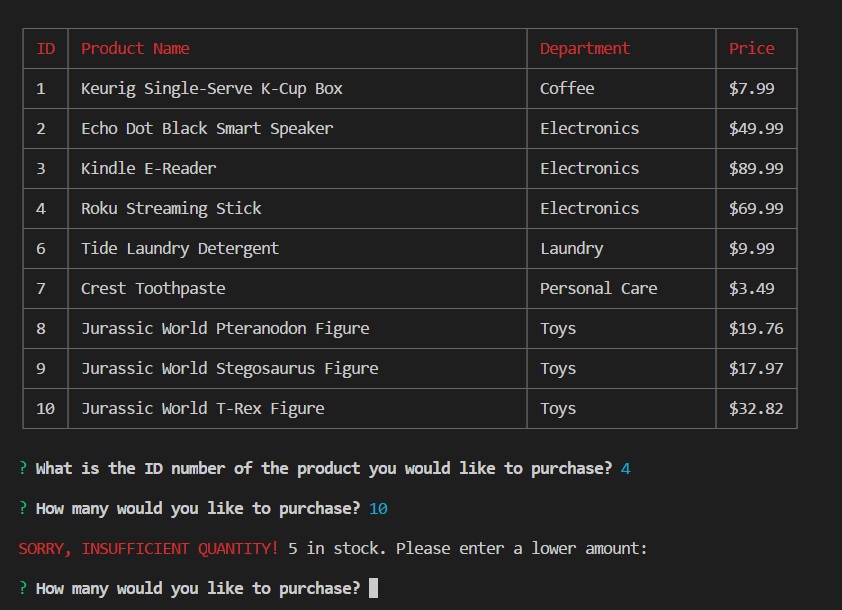 ID Product Name Department Price
1 Keurig Single-Serve K-Cup Box Coffee $7.99
2 Echo Dot Black Smart Speaker Electronics $49.99
3 Kindle E-Reader Electronics $89.99
4 Roku Streaming Stick Electronics $69.99
6 Tide Laundry Detergent Laundry $9.99
7 Crest Toothpaste Personal Care $3.49
8 Jurassic World Pteranodon Figure Toys $19.76
9 Jurassic World Stegosaurus Figure Toys $17.97
10 Jurassic World T-Rex Figure Toys $32.82
? What is the ID number of the product you would like to purchase? 4
? How many would you like to purchase? 10
SORRY, INSUFFICIENT QUANTITY! 5 in stock. Please enter a lower amount:
? How many would you like to purchase?